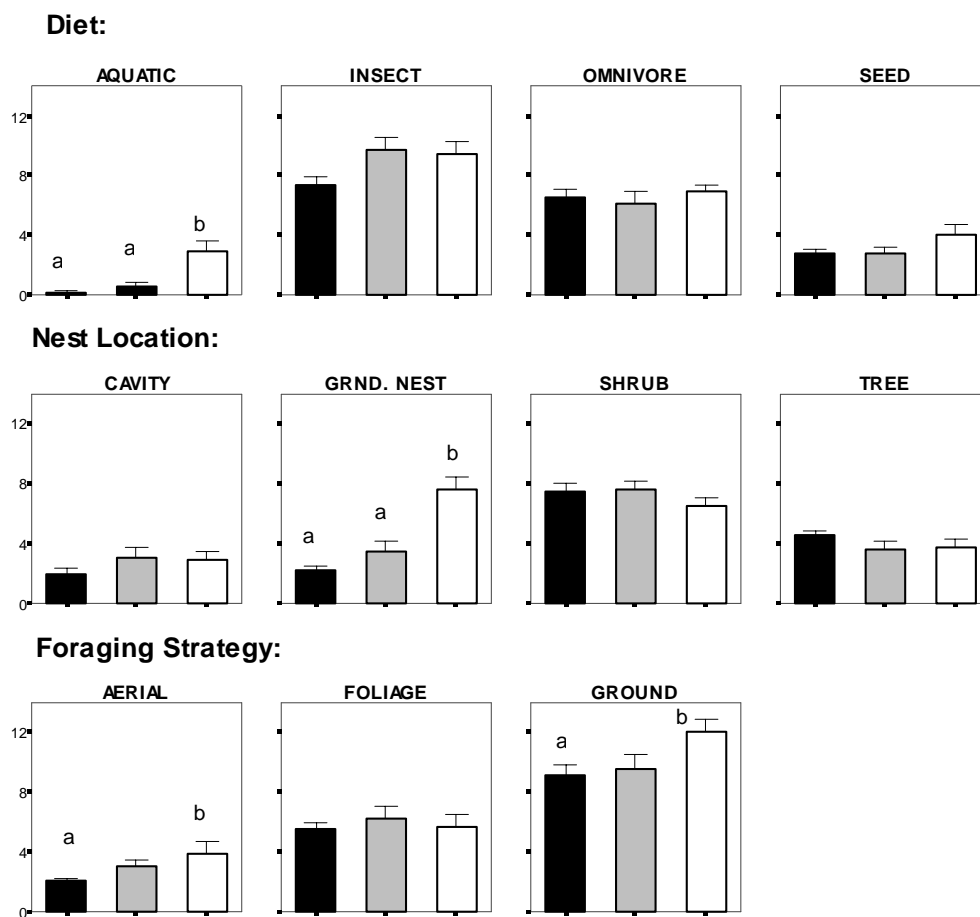 Diet:
AQUATIC INSECT OMNIVORE SEED
12
8
4
0
a a b
Nest Location:
CAVITY GRND. NEST SHRUB TREE
12
8
4
0
a a b
Foraging Strategy:
AERIAL FOLIAGE GROUND
12
8
4
0
a b
a b